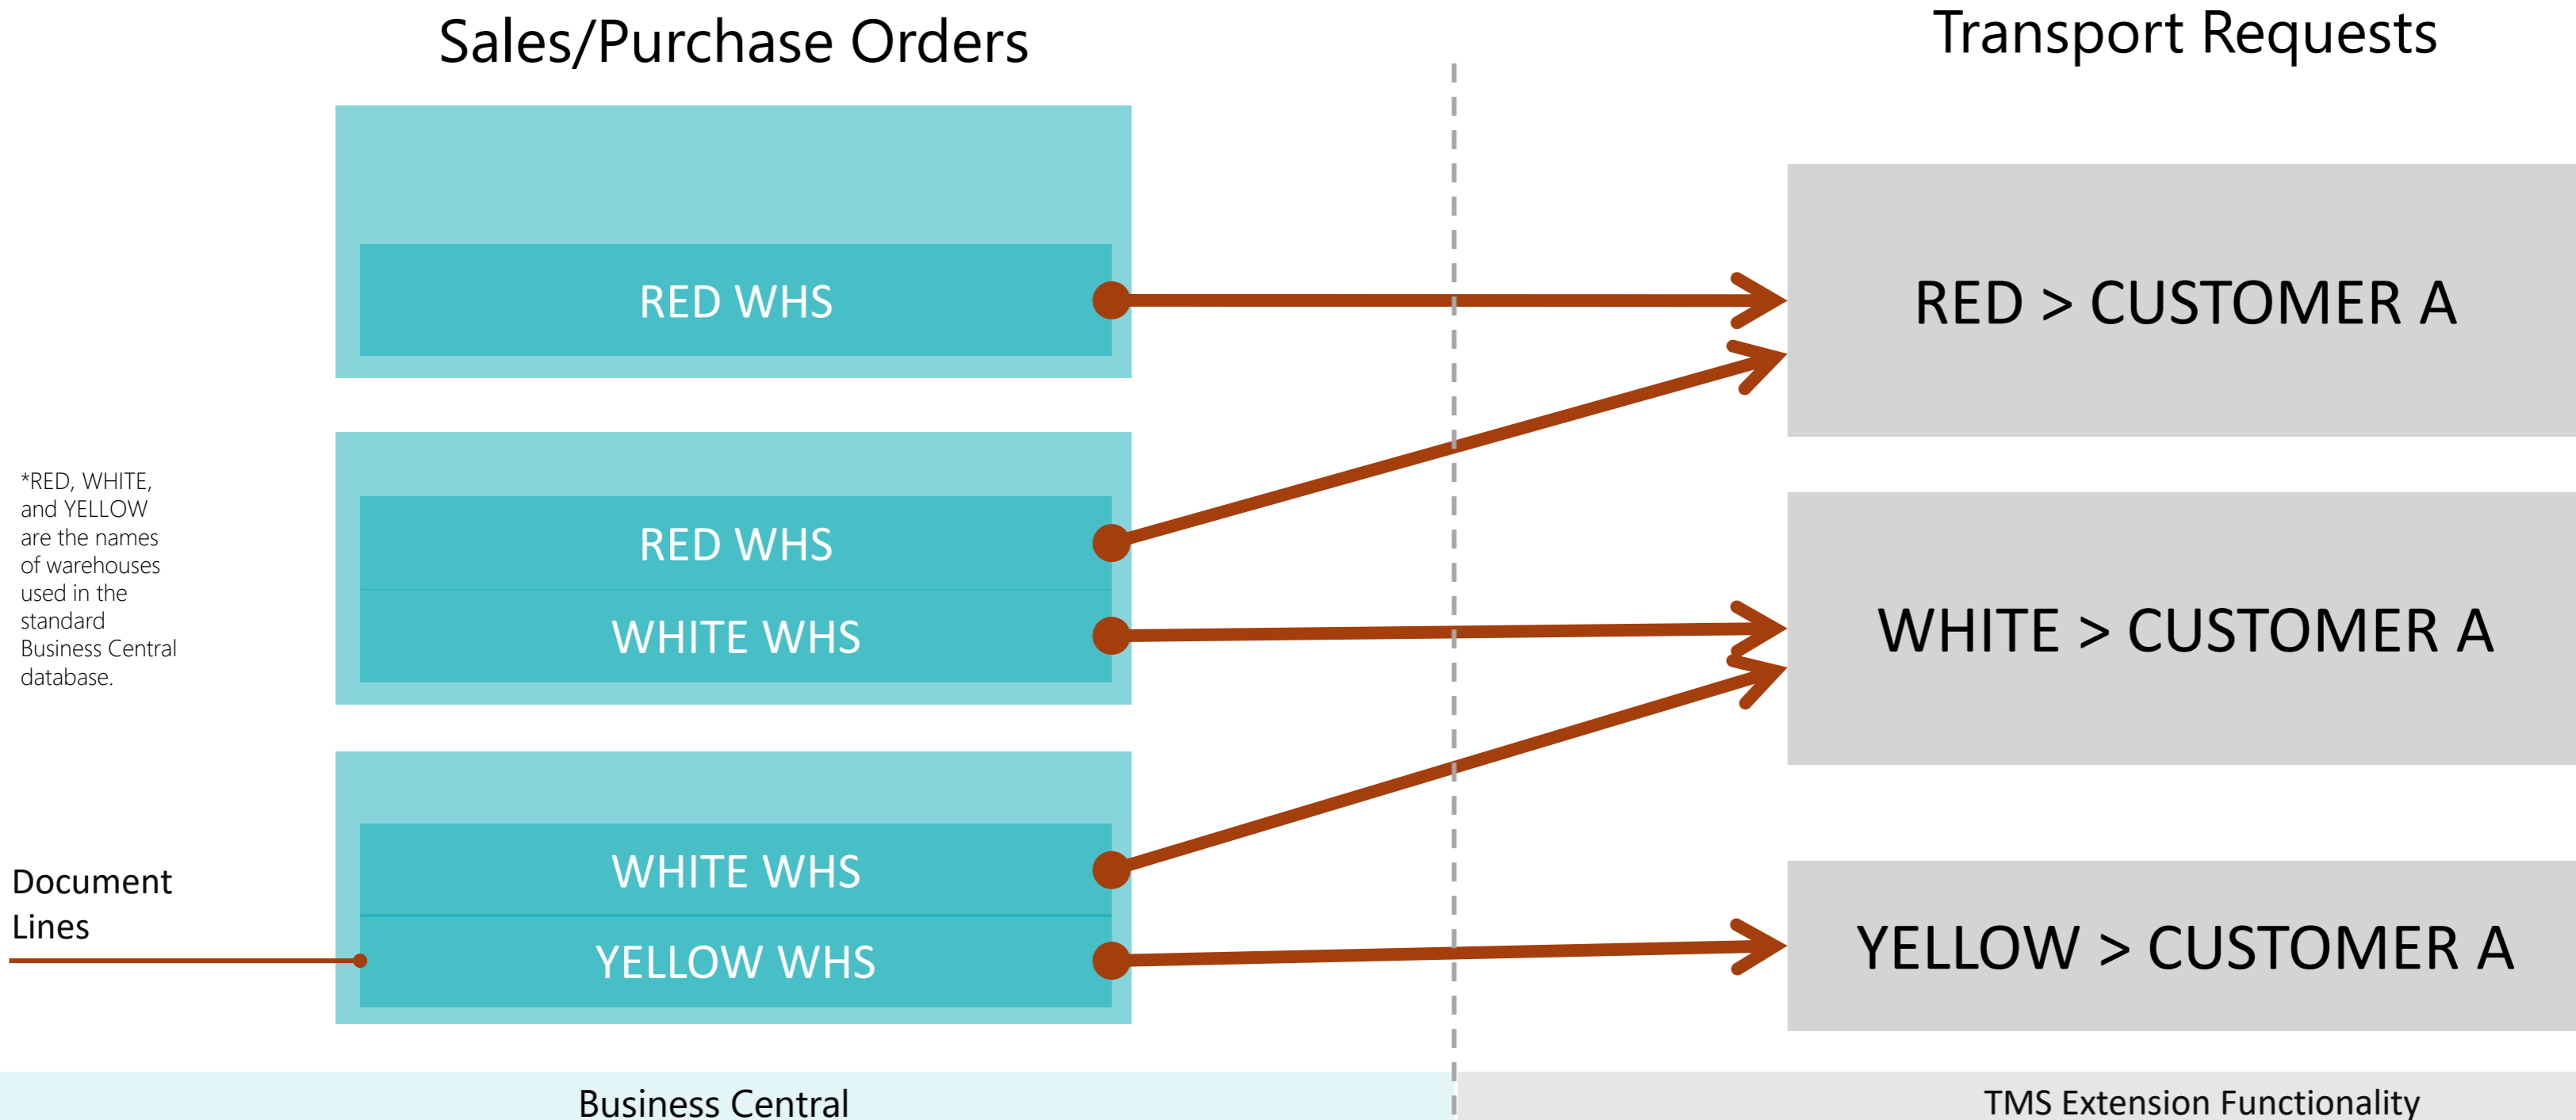 Sales/Purchase Orders
Transport Requests
RED WHS
RED > CUSTOMER A
*RED, WHITE,
and YELLOW
are the names
of warehouses
used in the
standard
Business Central
database.
RED WHS
WHITE WHS
WHITE > CUSTOMER A
Document
Lines
WHITE WHS
YELLOW WHS
YELLOW > CUSTOMER A
Business Central
TMS Extension Functionality